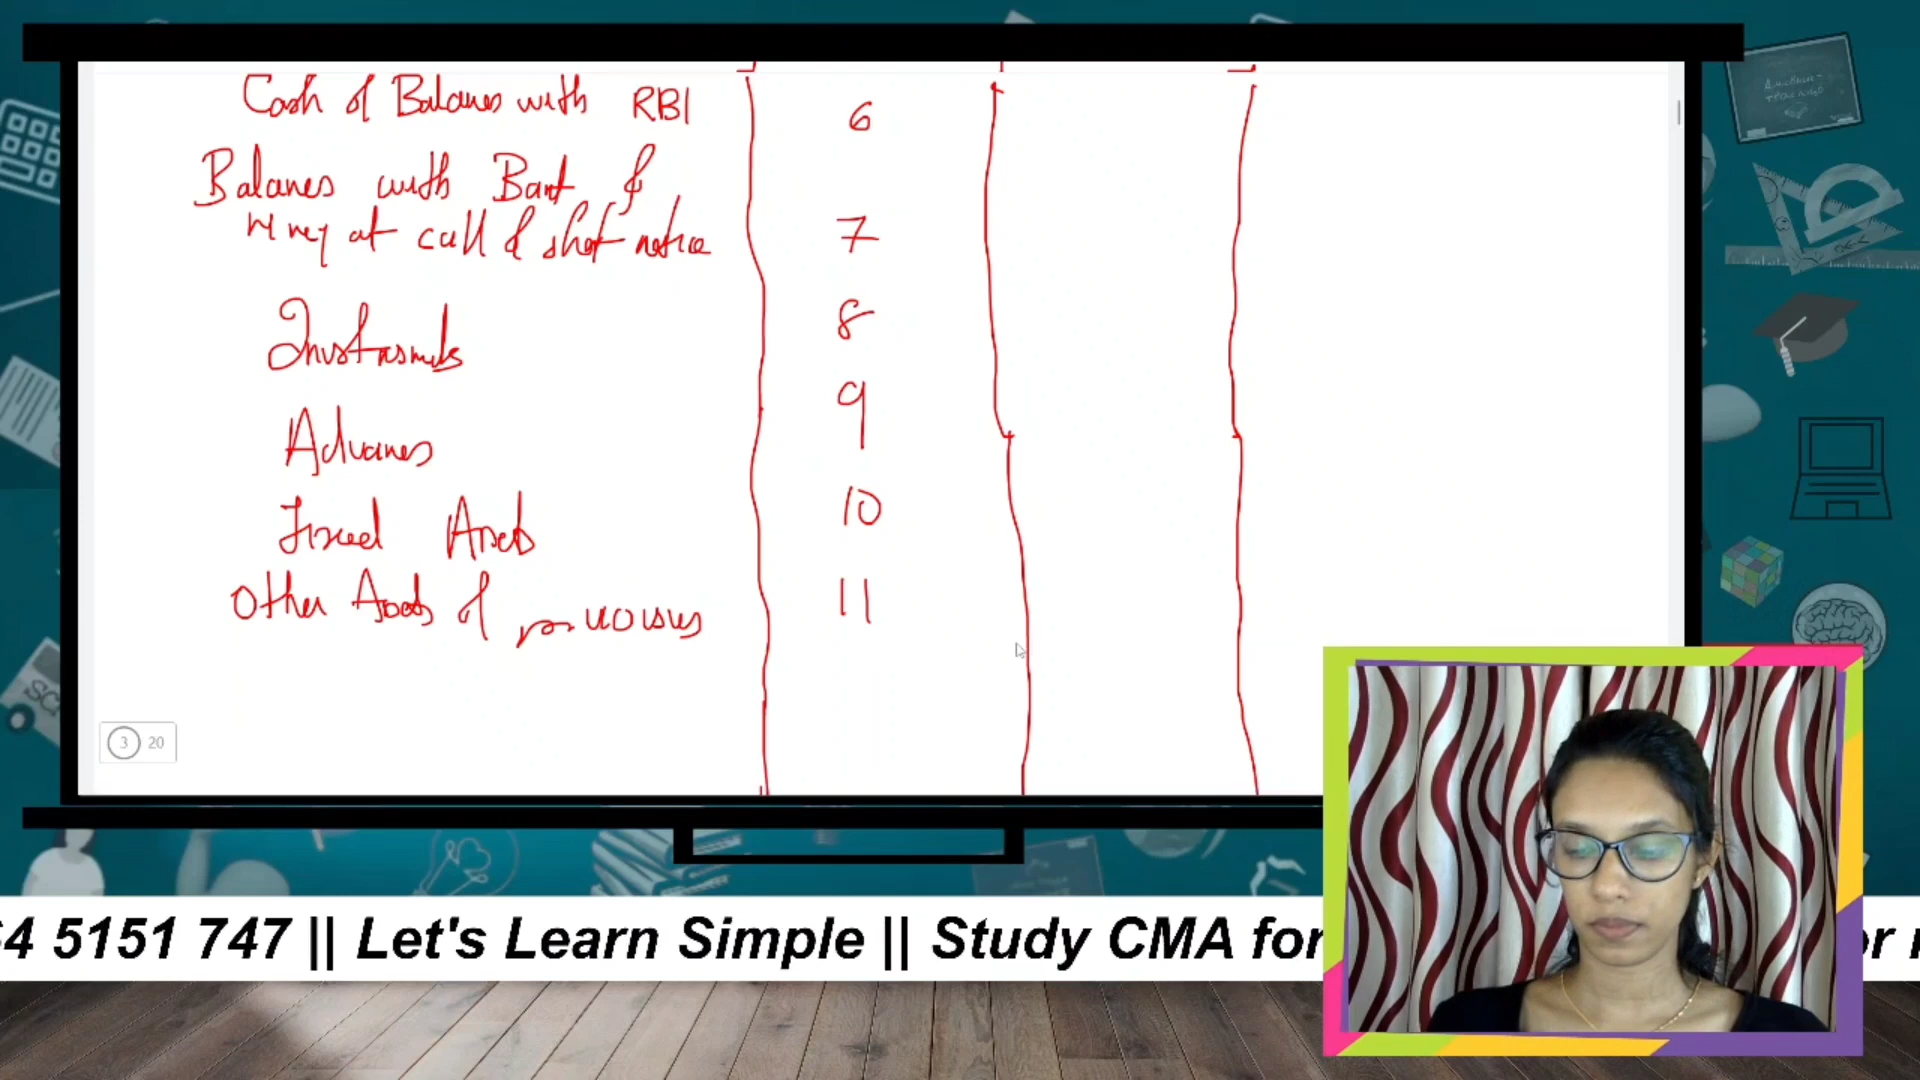 Cash & Balances with RBI 6
Balances with Bank &
Money at call & short notice 7
Investments 8
Advances 9
Fixed Assets 10
Other Assets & 11
3 20
4 5151 747 || Let's Learn Simple || Study CMA for